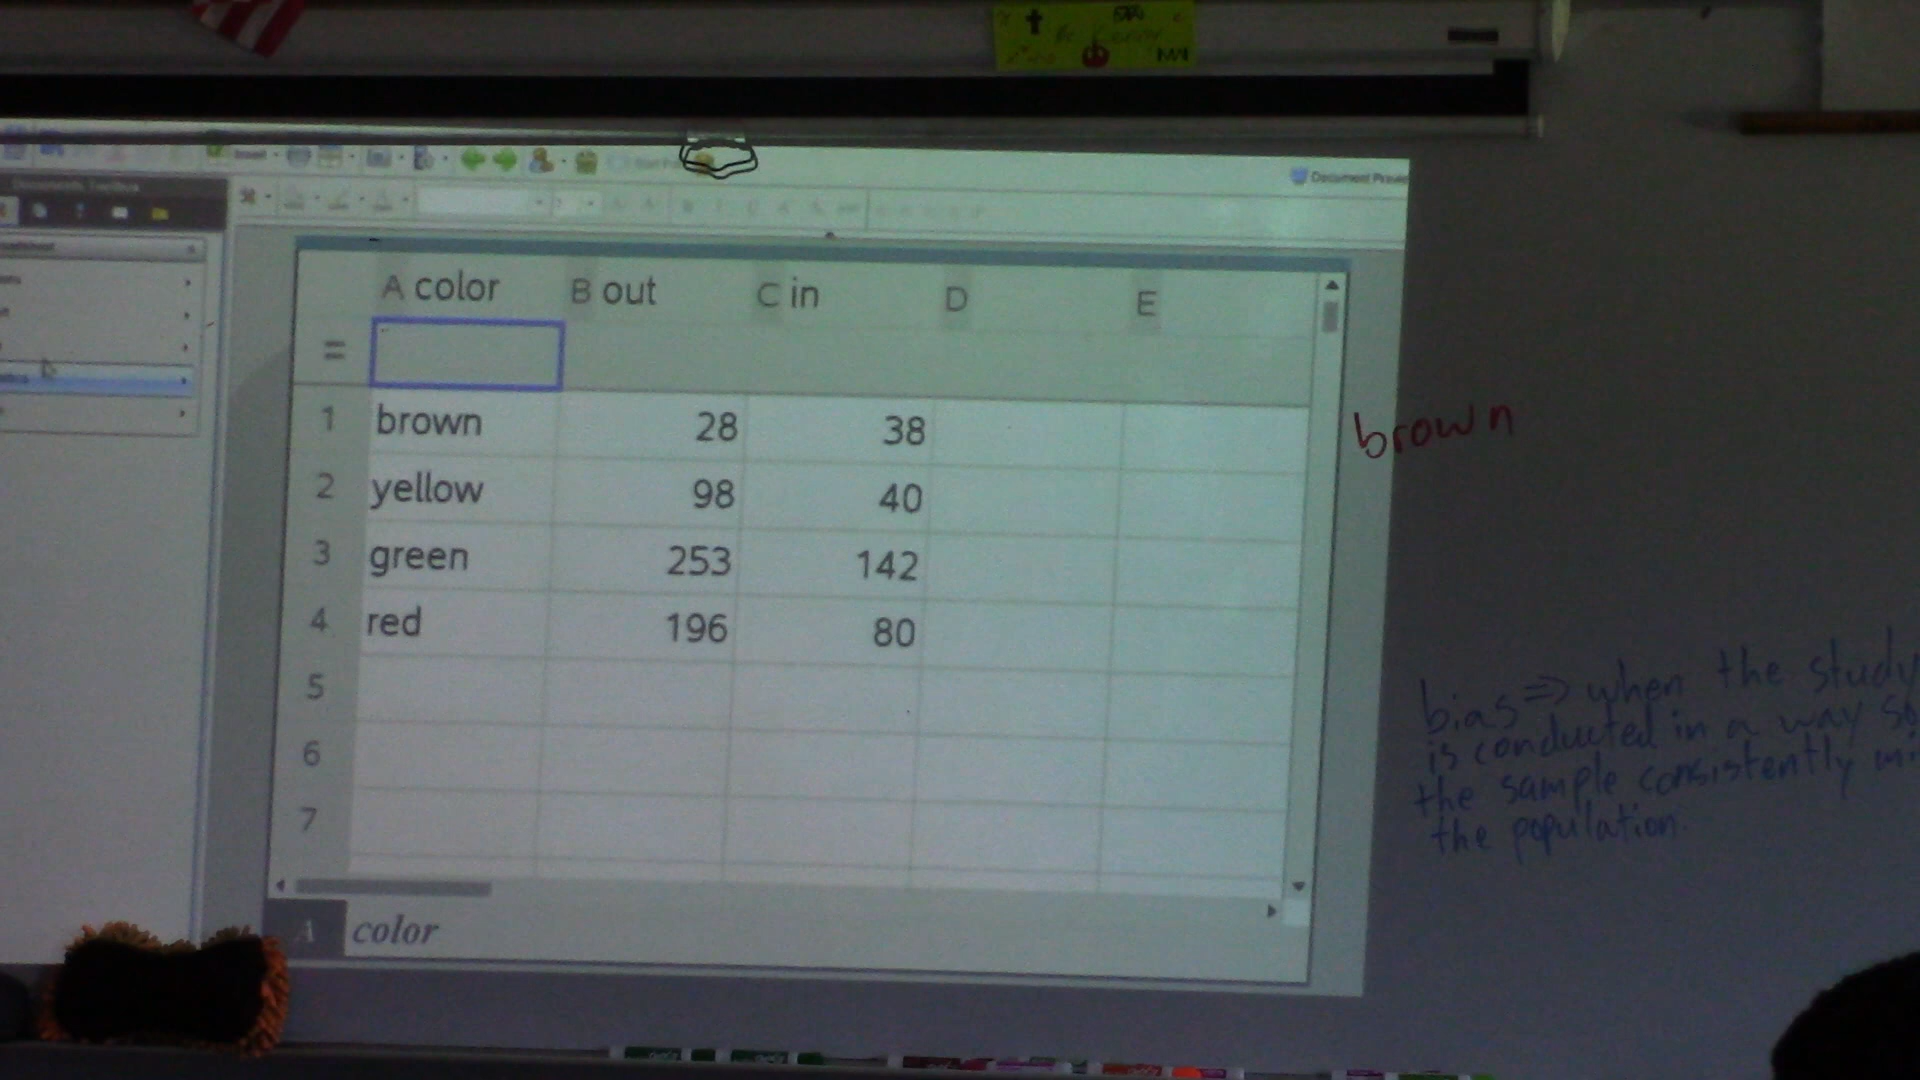 Document Preview
A color B out C in D E
=
1 brown 28 38
2 yellow 98 40
3 green 253 142
4 red 196 80
5
6
7
A color
brown
bias => when the study
is conducted in a way so
the sample consistently
the population.